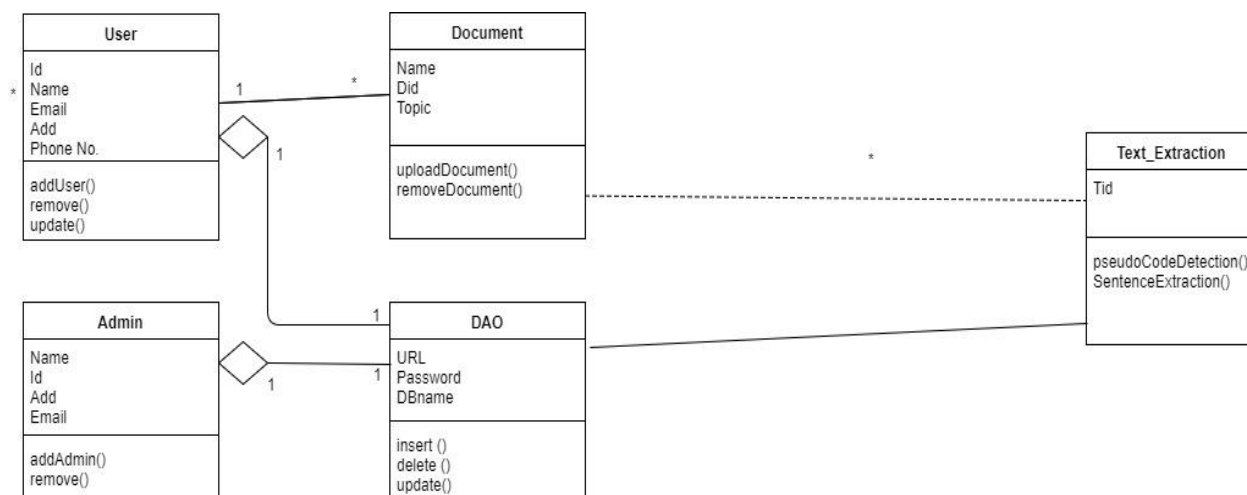 User
Id
Name
Email
Add
Phone No.
addUser()
remove()
update()
*
1
*
1
1
Document
Name
Did
Topic
uploadDocument()
removeDocument()
*
Text_Extraction
Tid
pseudoCodeDetection()
SentenceExtraction()
Admin
Name
Id
Add
Email
addAdmin()
remove()
1
1
DAO
URL
Password
DBname
insert ()
delete ()
update()